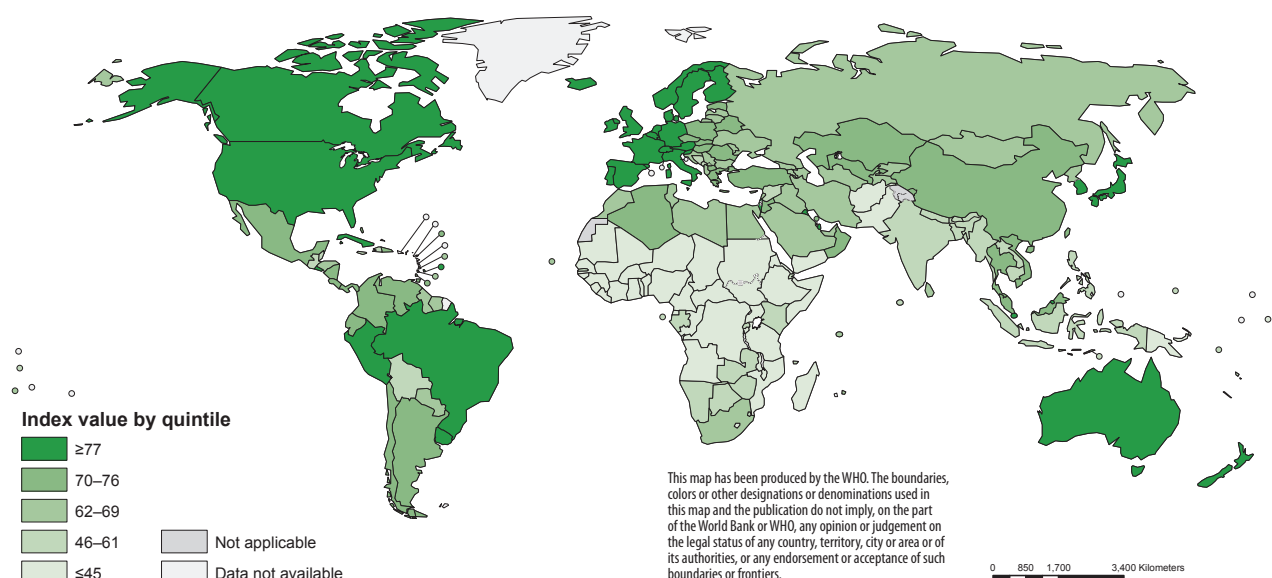 Index value by quintile
≥77
70–76
62–69
46–61
≤45
Not applicable
Data not available
This map has been produced by the WHO. The boundaries,
colors or other designations or denominations used in
this map and the publication do not imply, on the part
of the World Bank or WHO, any opinion or judgement on
the legal status of any country, territory, city or area or of
its authorities, or any endorsement or acceptance of such
boundaries or frontiers.
0 850 1,700 3,400 Kilometers